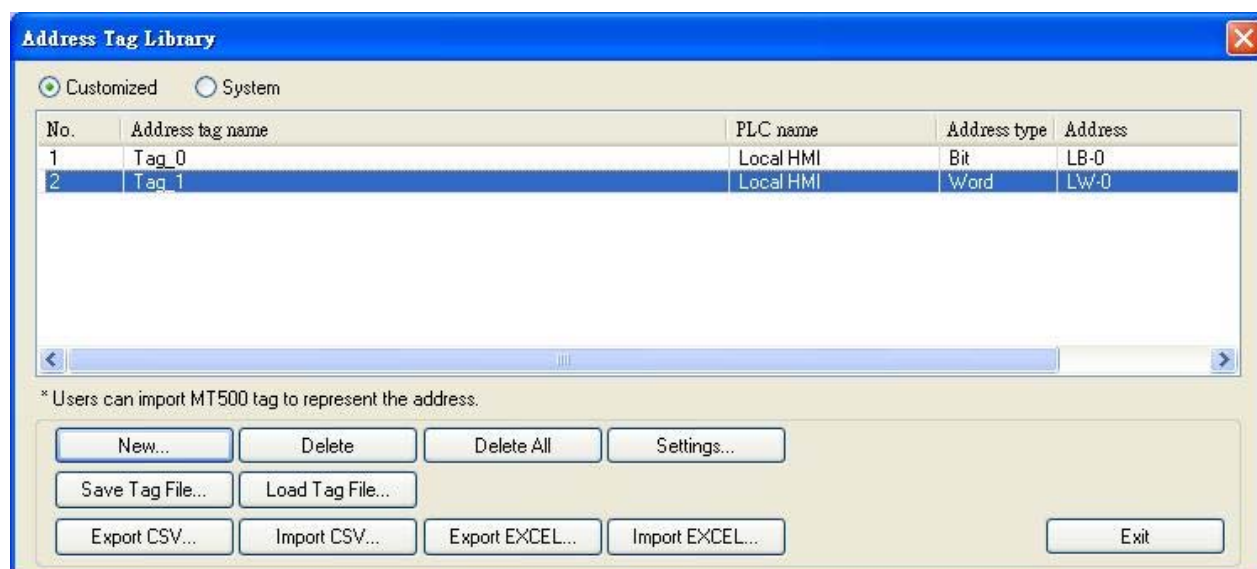 Address Tag Library
Customized System
No. Address tag name PLC name Address type Address
1 Tag_0 Local HMI Bit LB-0
2 Tag_1 Local HMI Word LW-0
* Users can import MT500 tag to represent the address.
New... Delete Delete All Settings...
Save Tag File... Load Tag File...
Export CSV... Import CSV... Export EXCEL... Import EXCEL... Exit